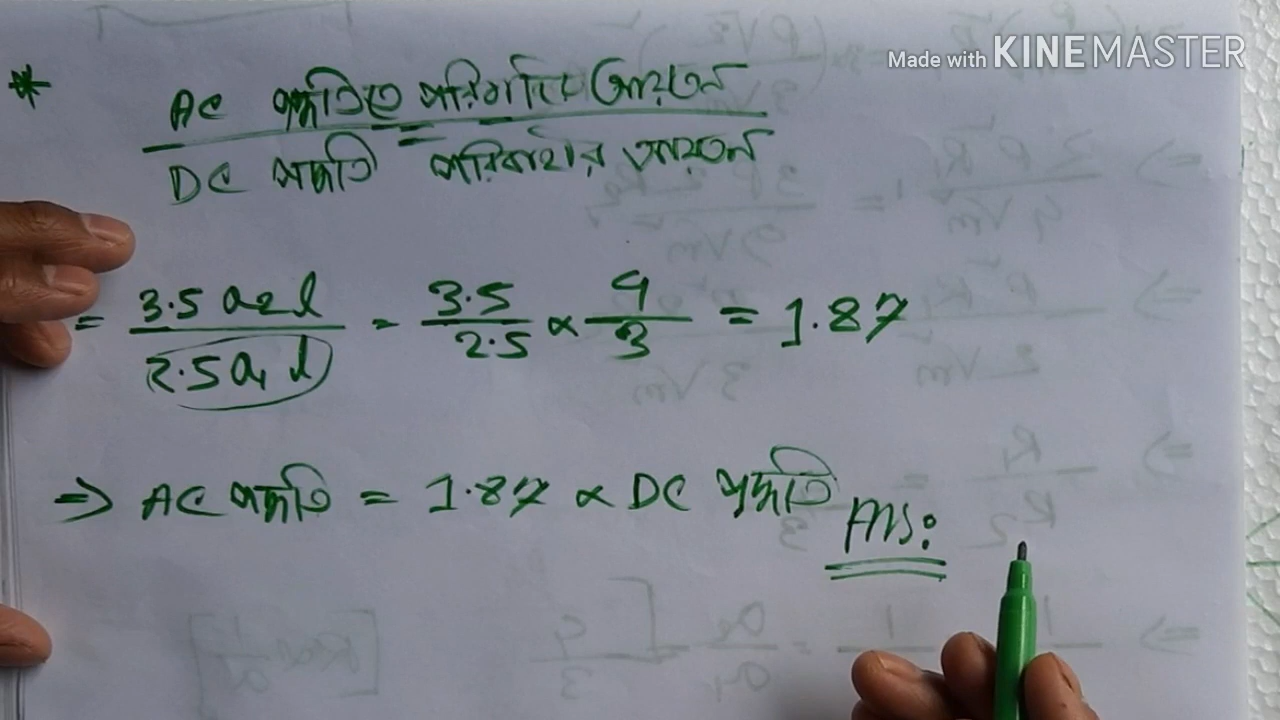 Made with KINEMASTER
* AC পদ্ধতিতে পরিবাহির আয়তন
DC পদ্ধতি পরিবাহীর আয়তন
= 3.5 a2 l / 2.5 a1 l = 3.5 / 2.5 × 4 / 3 = 1.87
⇒ AC পদ্ধতি = 1.87 × DC পদ্ধতি Ans: